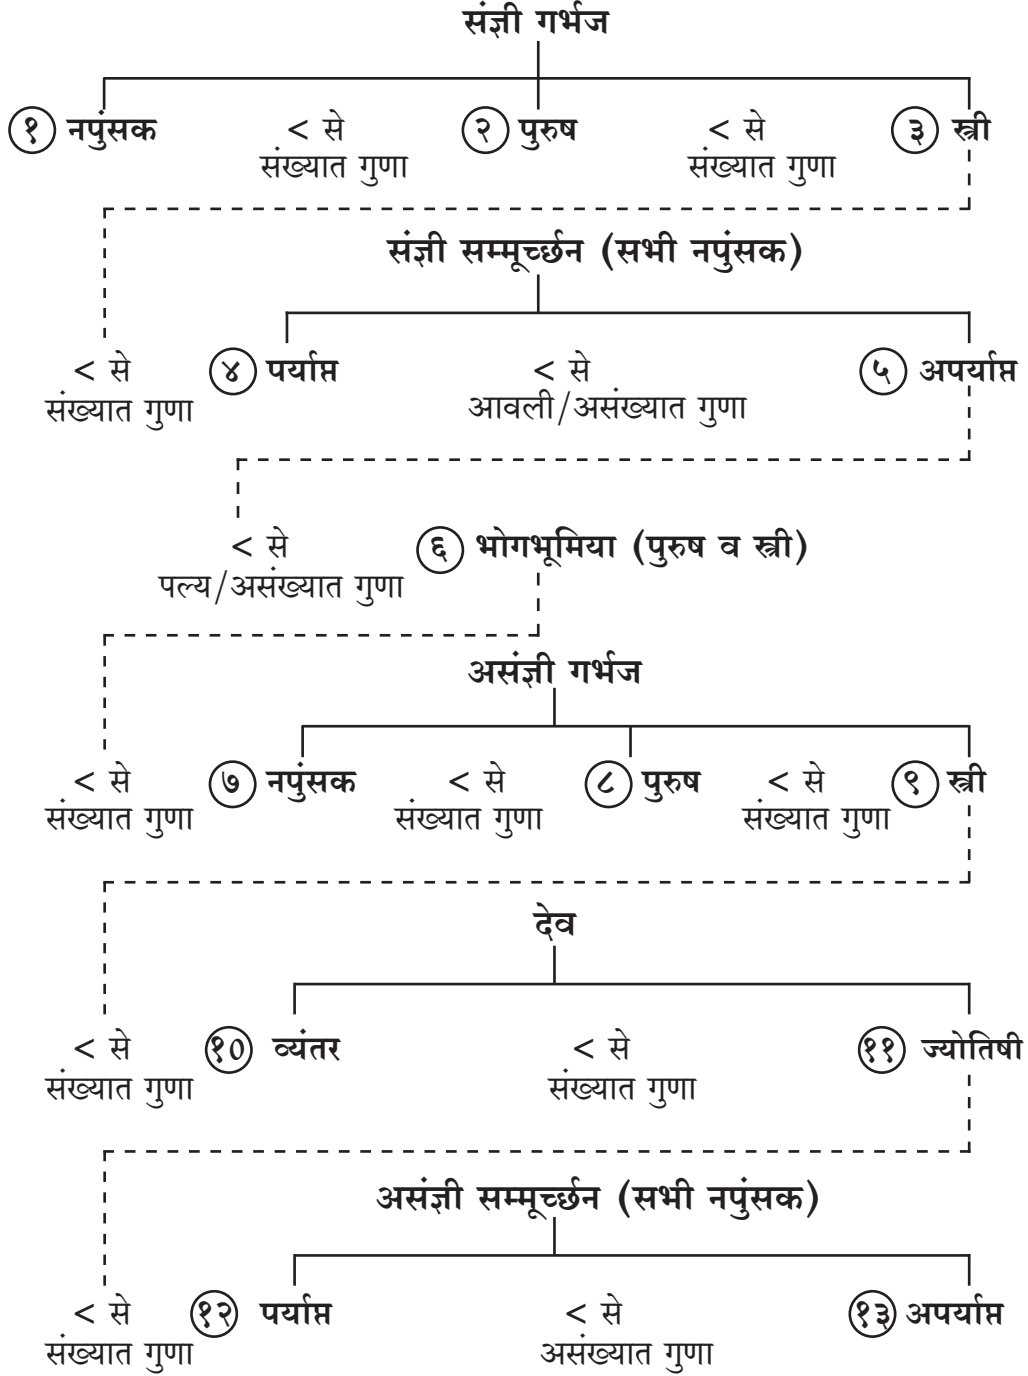 संज्ञी गर्भज
१ नपुंसक < से २ पुरुष < से ३ स्त्री
संख्यात गुणा संख्यात गुणा
संज्ञी सम्मूर्च्छन (सभी नपुंसक)
< से ४ पर्याप्त < से ५ अपर्याप्त
संख्यात गुणा आवली/असंख्यात गुणा
< से ६ भोगभूमिया (पुरुष व स्त्री)
पल्य/असंख्यात गुणा
असंज्ञी गर्भज
< से ७ नपुंसक < से ८ पुरुष < से ९ स्त्री
संख्यात गुणा संख्यात गुणा संख्यात गुणा
देव
< से १० व्यंतर < से ११ ज्योतिषी
संख्यात गुणा संख्यात गुणा
असंज्ञी सम्मूर्च्छन (सभी नपुंसक)
< से १२ पर्याप्त < से १३ अपर्याप्त
संख्यात गुणा असंख्यात गुणा